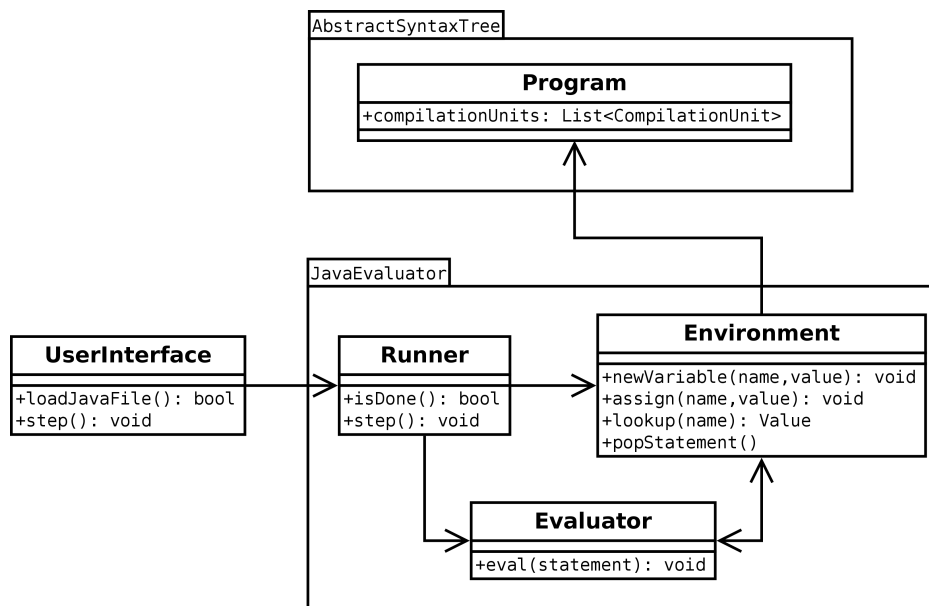 AbstractSyntaxTree
Program
+compilationUnits: List<CompilationUnit>
JavaEvaluator
UserInterface
+loadJavaFile(): bool
+step(): void
Runner
+isDone(): bool
+step(): void
Environment
+newVariable(name,value): void
+assign(name,value): void
+lookup(name): Value
+popStatement()
Evaluator
+eval(statement): void